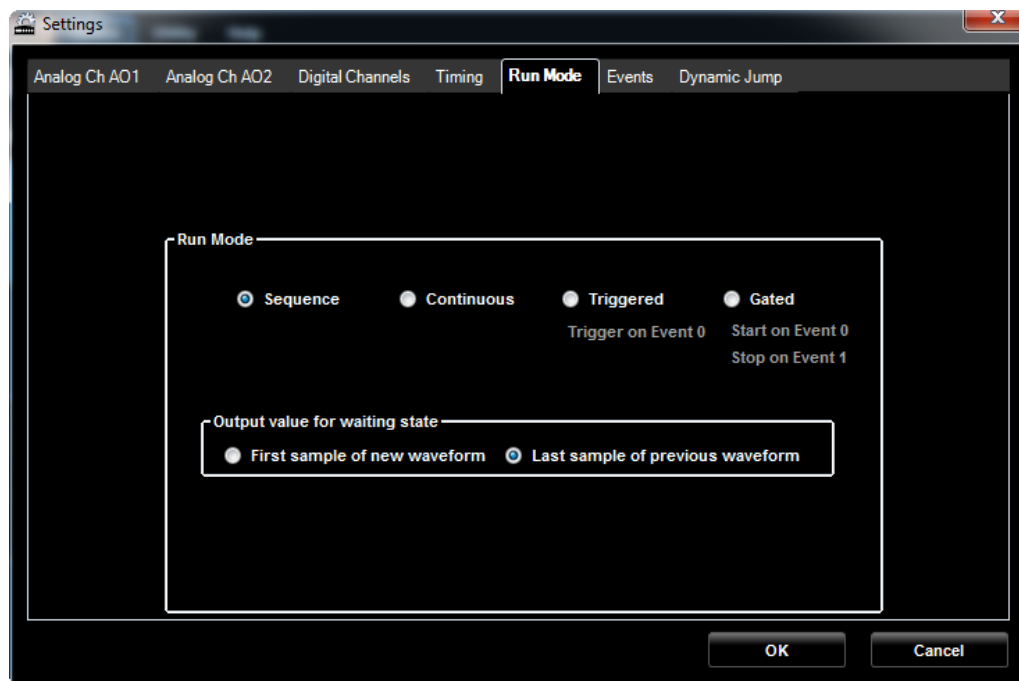 Settings
Analog Ch AO1 Analog Ch AO2 Digital Channels Timing Run Mode Events Dynamic Jump
Run Mode
Sequence Continuous Triggered Gated
Trigger on Event 0 Start on Event 0
Stop on Event 1
Output value for waiting state
First sample of new waveform Last sample of previous waveform
OK Cancel